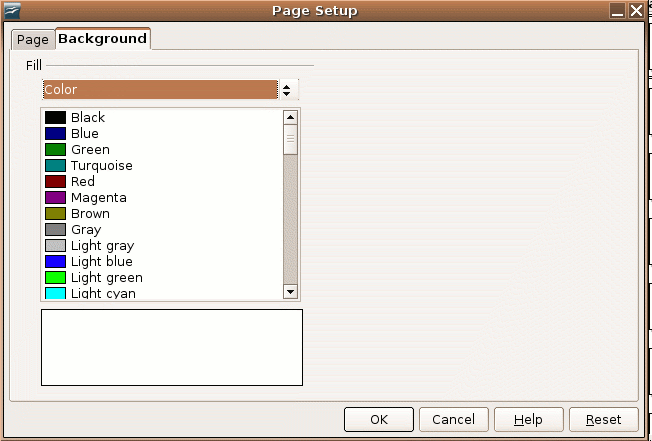 Page Setup
Page Background
Fill
Color
Black
Blue
Green
Turquoise
Red
Magenta
Brown
Gray
Light gray
Light blue
Light green
Light cyan
OK Cancel Help Reset